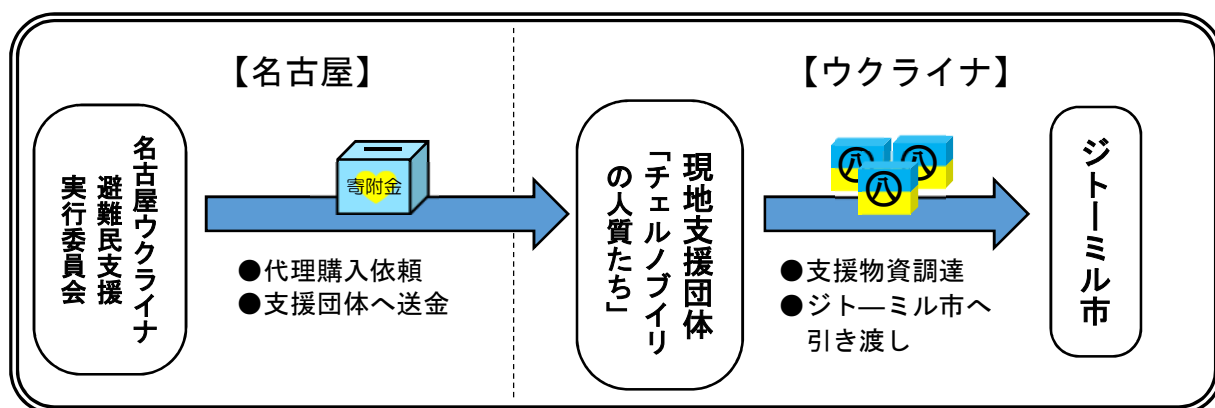 【名古屋】
【ウクライナ】
名古屋ウクライナ
避難民支援
実行委員会
寄附金
●代理購入依頼
●支援団体へ送金
現地支援団体
「チェルノブイリ
の人質たち」
八
八
八
●支援物資調達
●ジト―ミル市へ
引き渡し
ジトーミル市